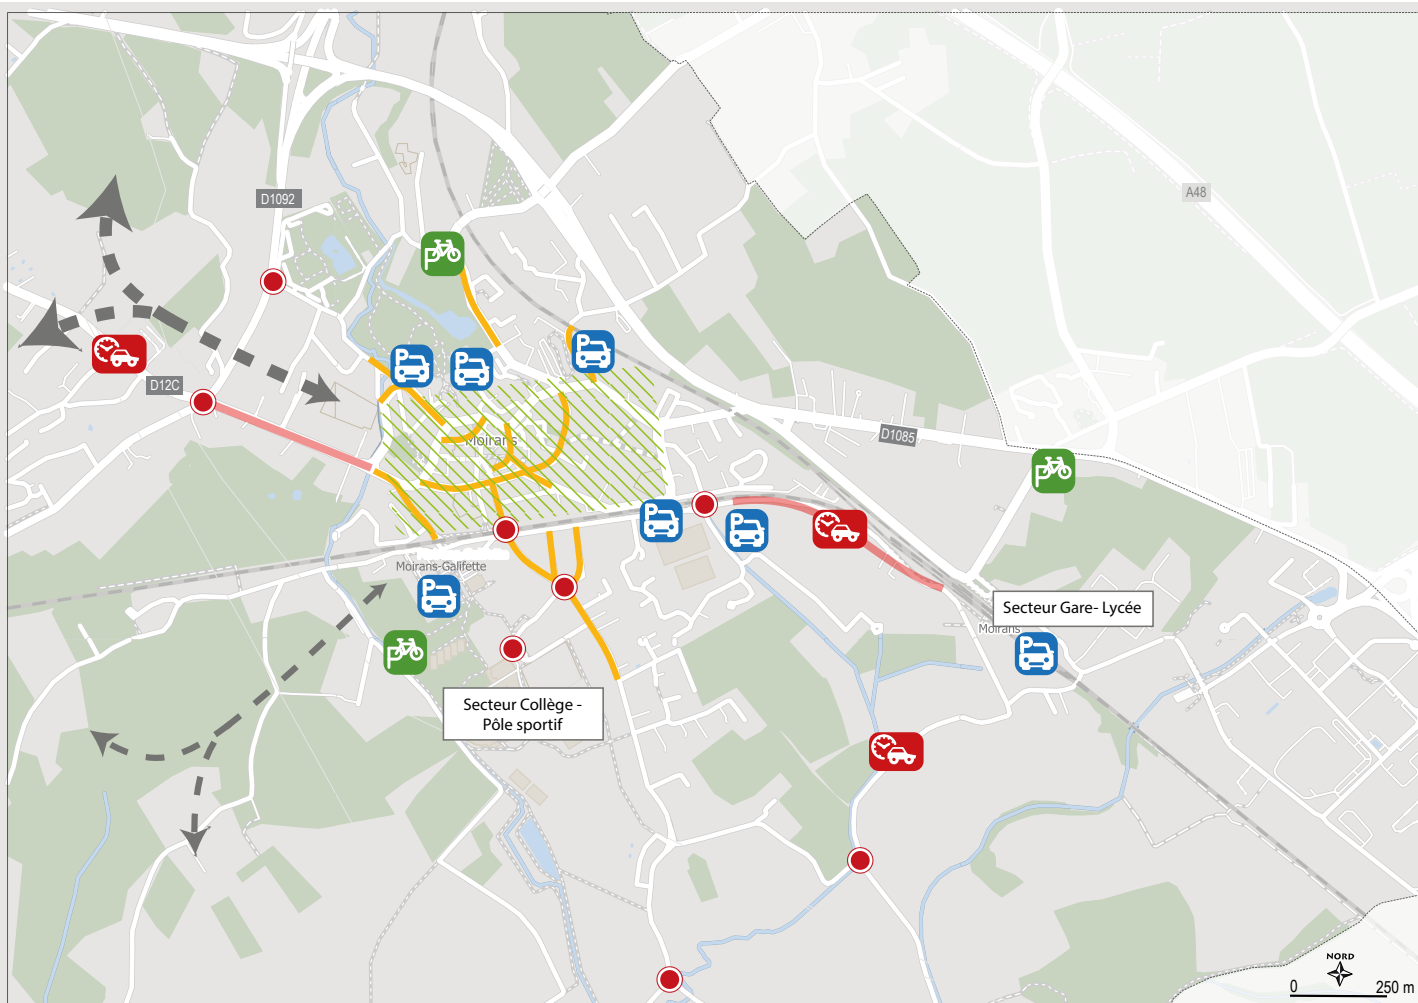 D1092
A48
D12C
Moirans
D1085
Moirans-Galifette
Secteur Gare- Lycée
Moirans
Secteur Collège -
Pôle sportif
NORD
0 250 m